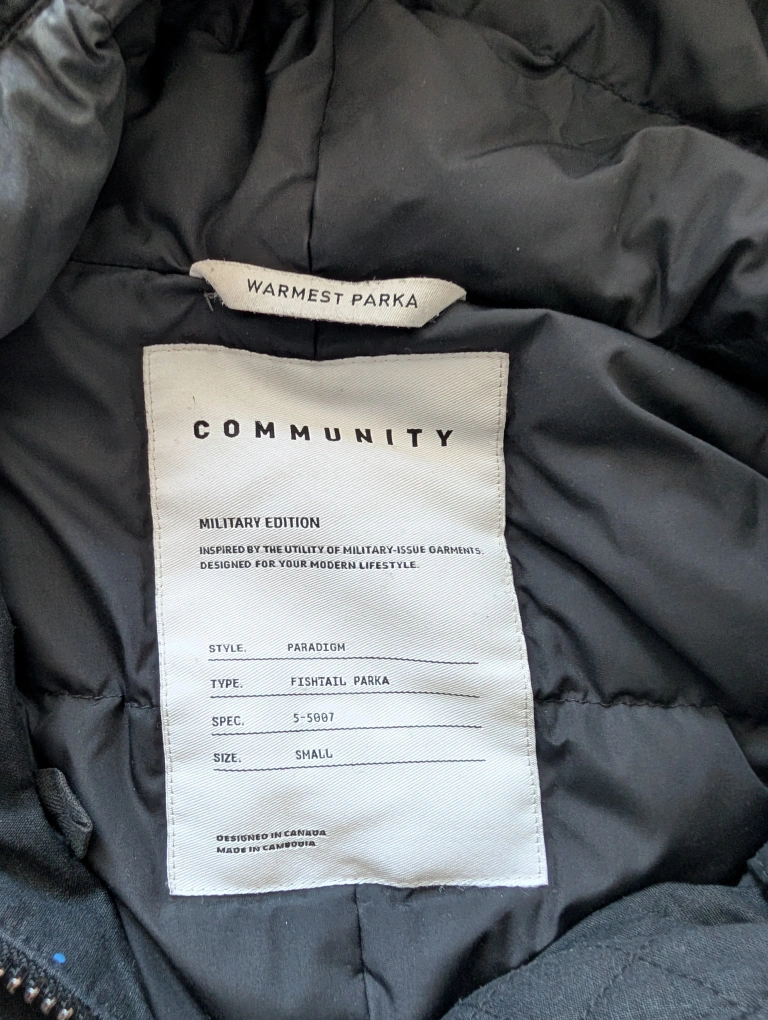 WARMEST PARKA
COMMUNITY
MILITARY EDITION
INSPIRED BY THE UTILITY OF MILITARY-ISSUE GARMENTS.
DESIGNED FOR YOUR MODERN LIFESTYLE.
STYLE. PARADIGM
TYPE. FISHTAIL PARKA
SPEC. 5-5007
SIZE. SMALL
DESIGNED IN CANADA
MADE IN CAMBODIA